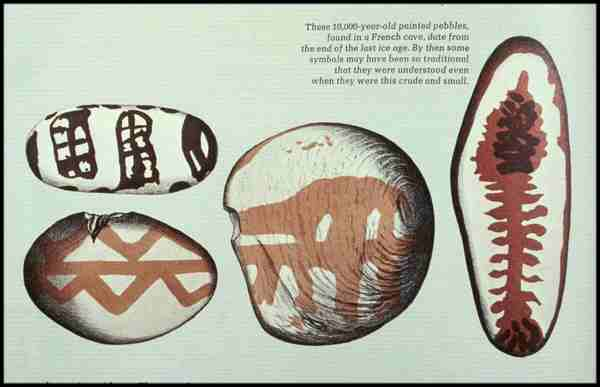 These 10,000-year-old painted pebbles,
found in a French cave, date from
the end of the last ice age. By then some
symbols may have been so traditional
that they were understood even
when they were this crude and small.